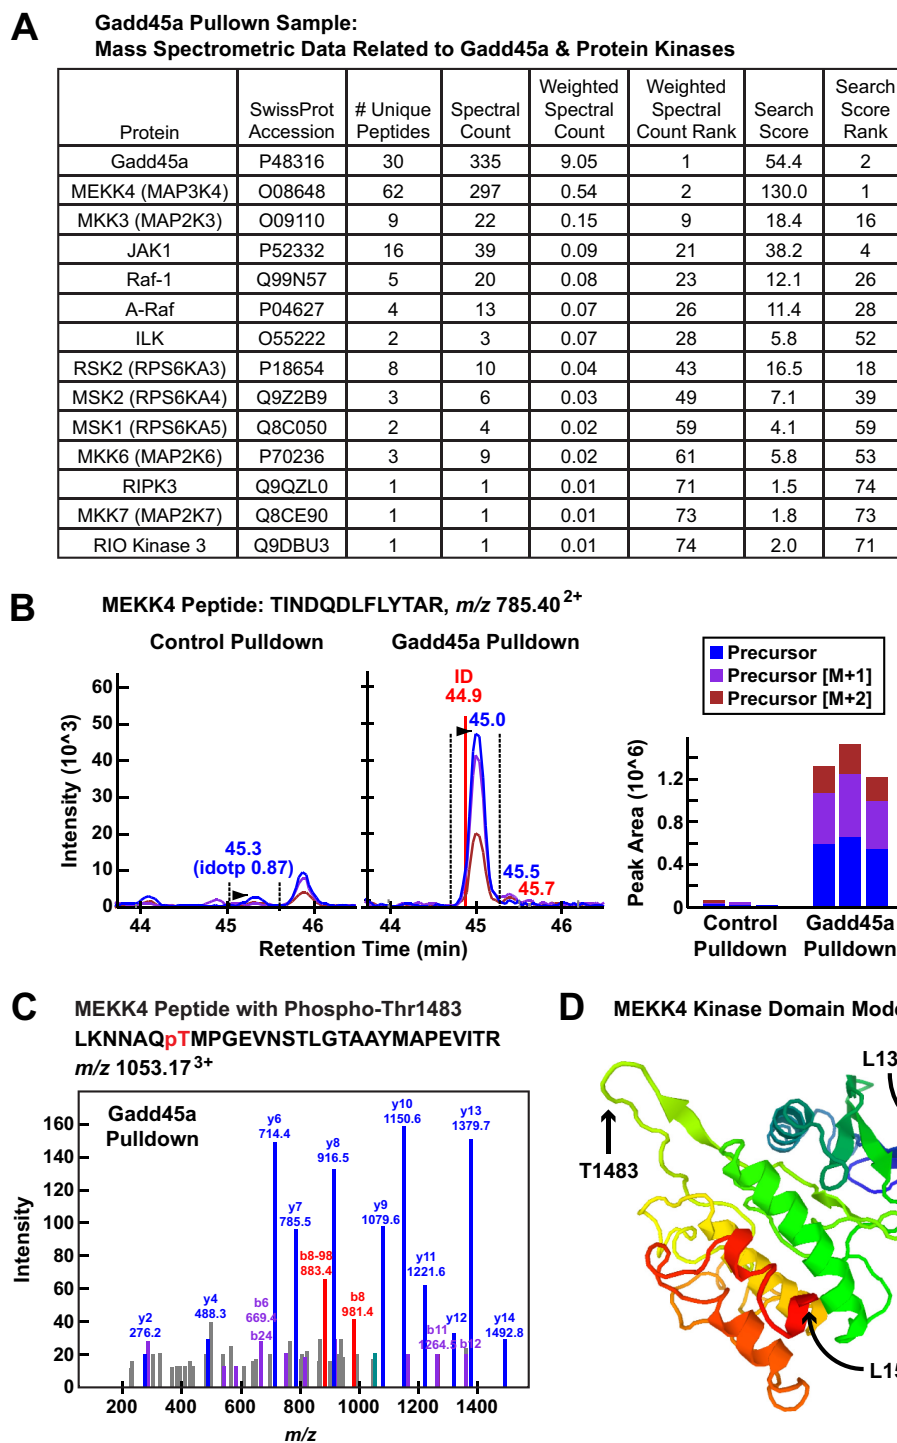 A
Gadd45a Pullown Sample:
Mass Spectrometric Data Related to Gadd45a & Protein Kinases
Protein SwissProt Accession # Unique Peptides Spectral Count Weighted Spectral Count Weighted Spectral Count Rank Search Score Search Score Rank
Gadd45a P48316 30 335 9.05 1 54.4 2
MEKK4 (MAP3K4) O08648 62 297 0.54 2 130.0 1
MKK3 (MAP2K3) O09110 9 22 0.15 9 18.4 16
JAK1 P52332 16 39 0.09 21 38.2 4
Raf-1 Q99N57 5 20 0.08 23 12.1 26
A-Raf P04627 4 13 0.07 26 11.4 28
ILK O55222 2 3 0.07 28 5.8 52
RSK2 (RPS6KA3) P18654 8 10 0.04 43 16.5 18
MSK2 (RPS6KA4) Q9Z2B9 3 6 0.03 49 7.1 39
MSK1 (RPS6KA5) Q8C050 2 4 0.02 59 4.1 59
MKK6 (MAP2K6) P70236 3 9 0.02 61 5.8 53
RIPK3 Q9QZL0 1 1 0.01 71 1.5 74
MKK7 (MAP2K7) Q8CE90 1 1 0.01 73 1.8 73
RIO Kinase 3 Q9DBU3 1 1 0.01 74 2.0 71
B
MEKK4 Peptide: TINDQDLFLYTAR, m/z 785.40 2+
Control Pulldown
Gadd45a Pulldown
Intensity (10^3)
60
50
40
30
20
10
0
45.3
(idotp 0.87)
ID
44.9
45.0
45.5
45.7
44 45 46 44 45 46
Retention Time (min)
Precursor
Precursor [M+1]
Precursor [M+2]
Peak Area (10^6)
1.2
0.8
0.4
0
Control
Pulldown
Gadd45a
Pulldown
C
MEKK4 Peptide with Phospho-Thr1483
LKNNAQpTMPGEVNSTLGTAAYMAPEVITR
m/z 1053.17 3+
Gadd45a
Pulldown
Intensity
160
140
120
100
80
60
40
20
0
y2
276.2
y4
488.3
b6
669.4
b24
y6
714.4
y7
785.5
b8-98
883.4
y8
916.5
b8
981.4
y9
1079.6
y10
1150.6
y11
1221.6
b11
1264.5
y12
b12
y13
1379.7
y14
1492.8
200 400 600 800 1000 1200 1400
m/z
D
MEKK4 Kinase Domain Mode
L13
T1483
L15